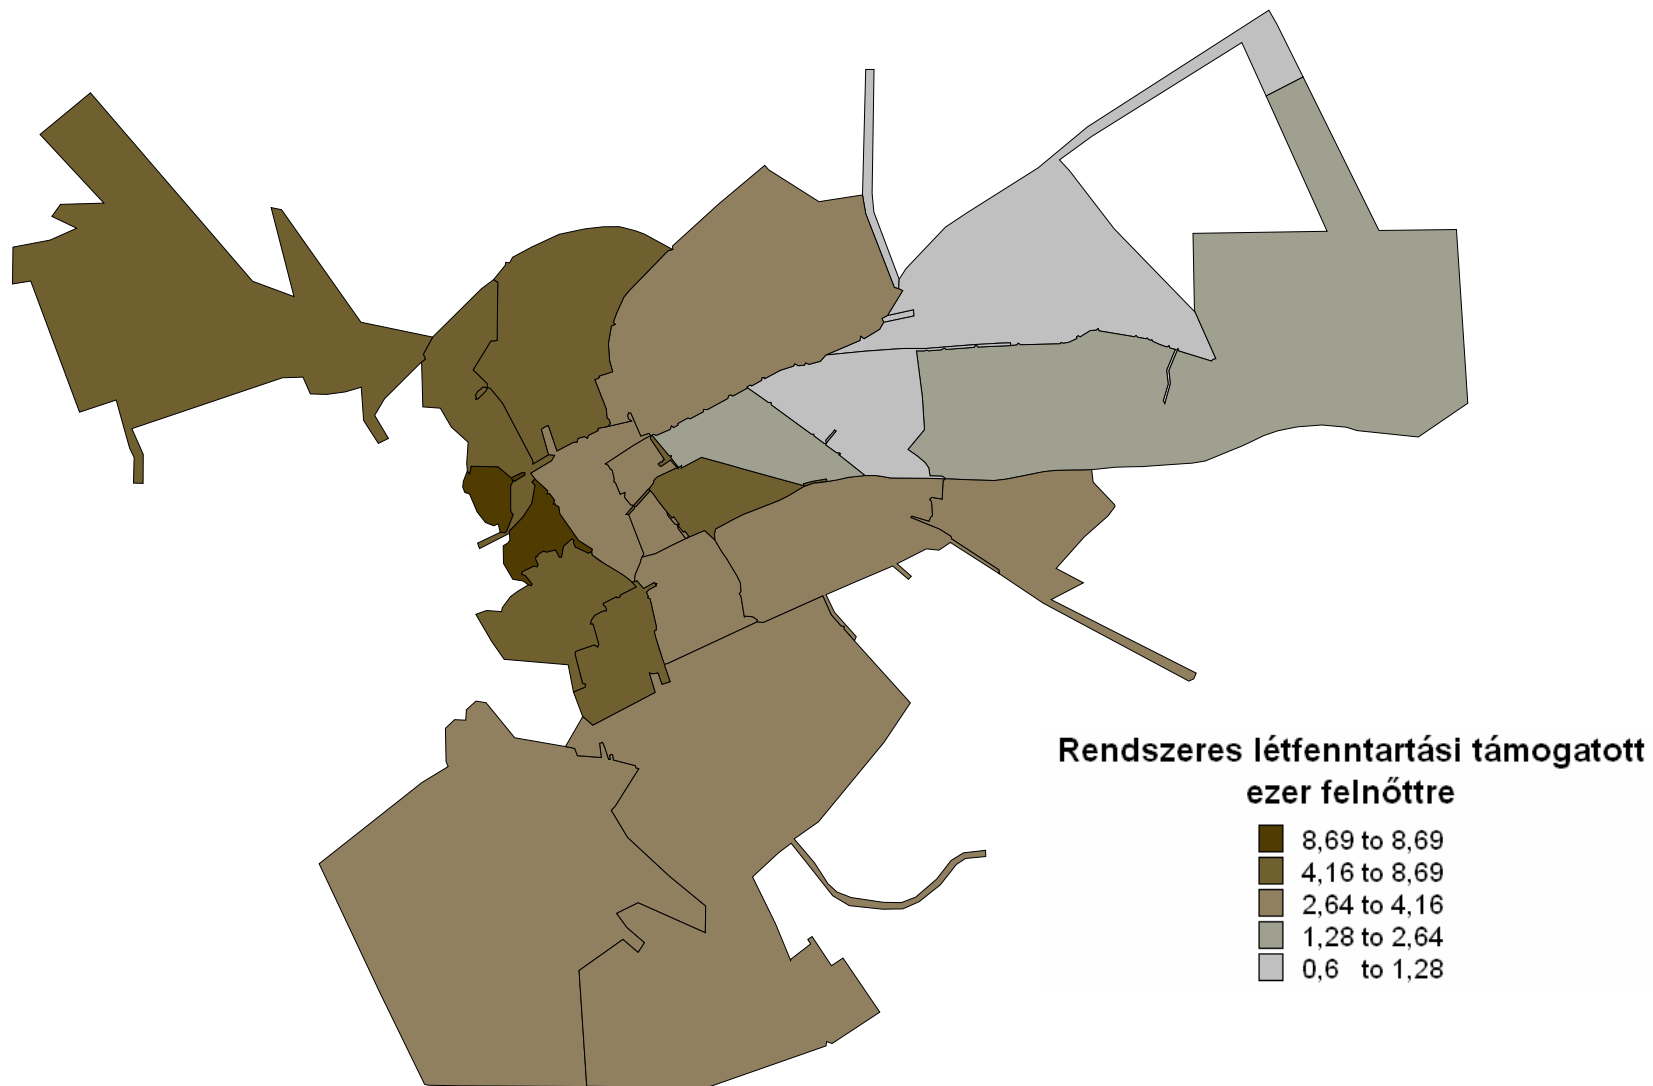 Rendszeres létfenntartási támogatott
ezer felnőttre
8,69 to 8,69
4,16 to 8,69
2,64 to 4,16
1,28 to 2,64
0,6 to 1,28